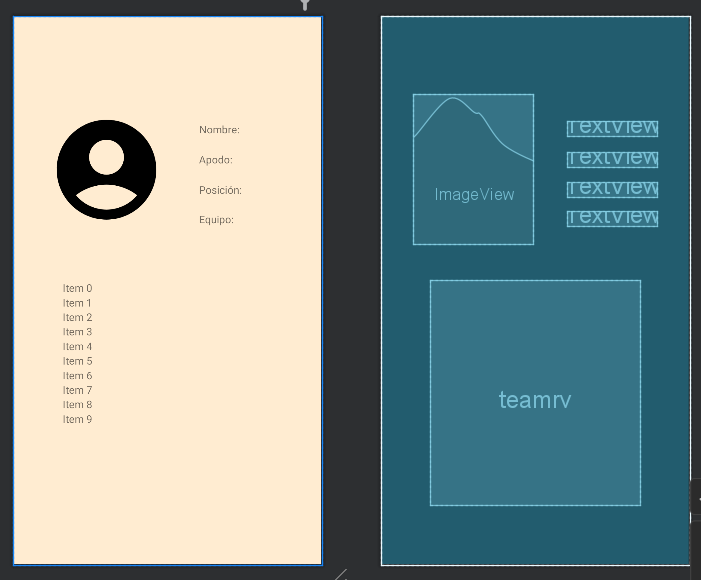 Nombre:
Apodo:
Posición:
Equipo:
Item 0
Item 1
Item 2
Item 3
Item 4
Item 5
Item 6
Item 7
Item 8
Item 9
ImageView
TextView
TextView
TextView
TextView
teamrv